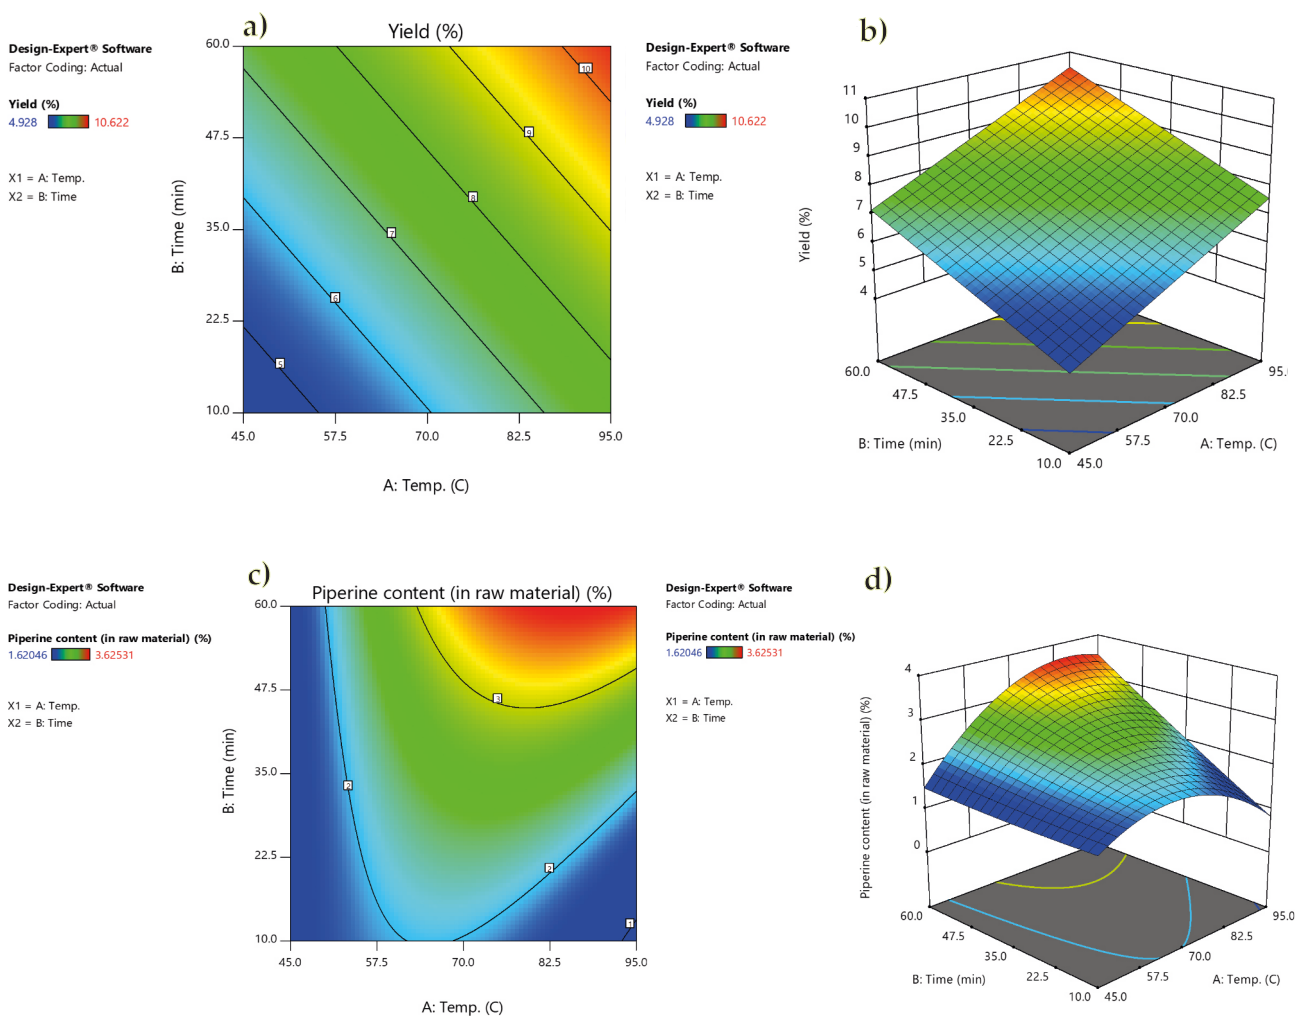 a)
Yield (%)
Design-Expert® Software
Factor Coding: Actual
Yield (%)
4.928 10.622
X1 = A: Temp.
X2 = B: Time
60.0
47.5
35.0
22.5
10.0
B: Time (min)
45.0 57.5 70.0 82.5 95.0
A: Temp. (C)
5
6
7
8
9
10
b)
Design-Expert® Software
Factor Coding: Actual
Yield (%)
4.928 10.622
X1 = A: Temp.
X2 = B: Time
11
10
9
8
7
6
5
4
Yield (%)
60.0
47.5
35.0
22.5
10.0
B: Time (min)
45.0
57.5
70.0
82.5
95.
A: Temp. (C)
c)
Piperine content (in raw material) (%)
Design-Expert® Software
Factor Coding: Actual
Piperine content (in raw material) (%)
1.62046 3.62531
X1 = A: Temp.
X2 = B: Time
60.0
47.5
35.0
22.5
10.0
B: Time (min)
45.0 57.5 70.0 82.5 95.0
A: Temp. (C)
3
2
2
1
d)
Design-Expert® Software
Factor Coding: Actual
Piperine content (in raw material) (%)
1.62046 3.62531
X1 = A: Temp.
X2 = B: Time
4
3
2
1
0
Piperine content (in raw material) (%)
60.0
47.5
35.0
22.5
10.0
B: Time (min)
45.0
57.5
70.0
82.5
95.0
A: Temp. (C)